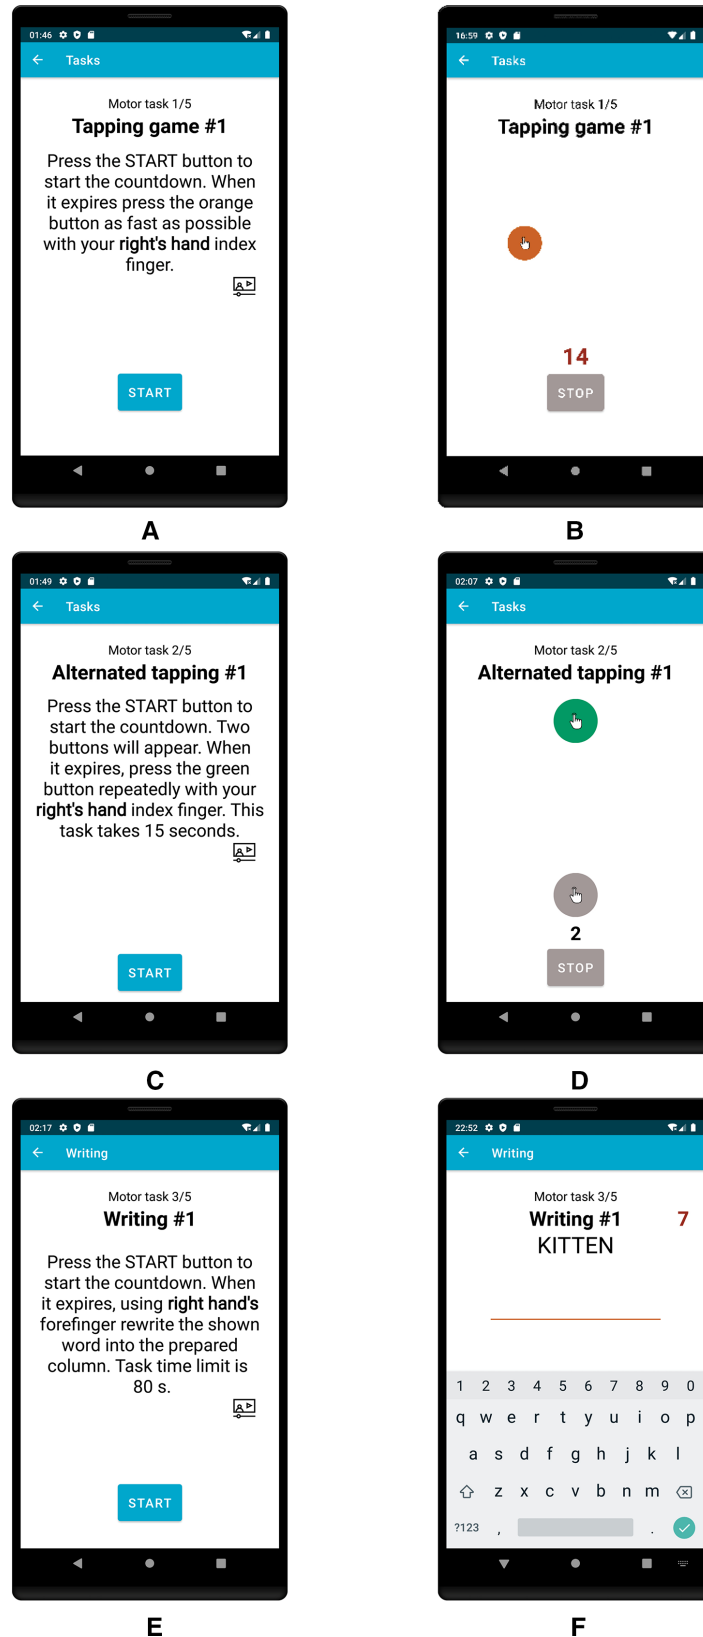 01:46
Tasks
Motor task 1/5
Tapping game #1
Press the START button to
start the countdown. When
it expires press the orange
button as fast as possible
with your right's hand index
finger.
START
A
16:59
Tasks
Motor task 1/5
Tapping game #1
14
STOP
B
01:49
Tasks
Motor task 2/5
Alternated tapping #1
Press the START button to
start the countdown. Two
buttons will appear. When
it expires, press the green
button repeatedly with your
right's hand index finger. This
task takes 15 seconds.
START
C
02:07
Tasks
Motor task 2/5
Alternated tapping #1
2
STOP
D
02:17
Writing
Motor task 3/5
Writing #1
Press the START button to
start the countdown. When
it expires, using right hand's
forefinger rewrite the shown
word into the prepared
column. Task time limit is
80 s.
START
E
22:52
Writing
Motor task 3/5
Writing #1 7
KITTEN
1 2 3 4 5 6 7 8 9 0
q w e r t y u i o p
a s d f g h j k l
z x c v b n m
?123 , .
F